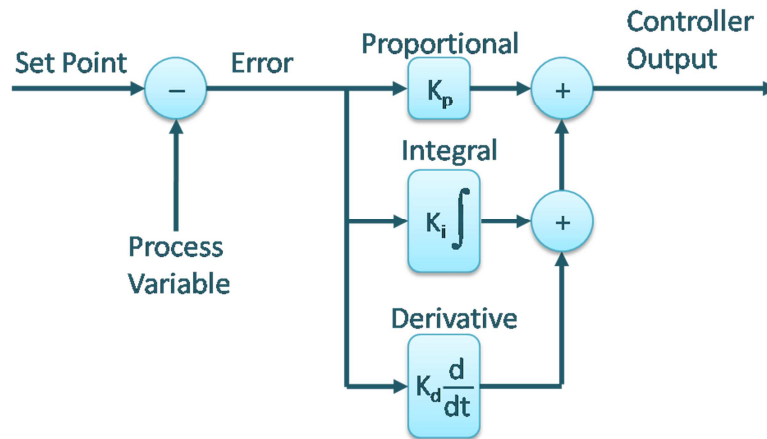 Set Point
−
Error
Process
Variable
Proportional
Kp
Integral
Ki ∫
Derivative
Kd d/dt
+
+
Controller
Output